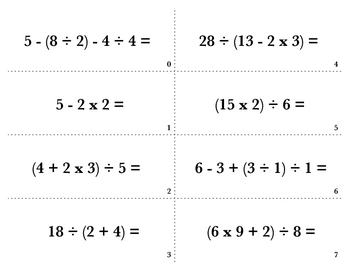 5 - (8 ÷ 2) - 4 ÷ 4 =
0
28 ÷ (13 - 2 x 3) =
4
5 - 2 x 2 =
1
(15 x 2) ÷ 6 =
5
(4 + 2 x 3) ÷ 5 =
2
6 - 3 + (3 ÷ 1) ÷ 1 =
6
18 ÷ (2 + 4) =
3
(6 x 9 + 2) ÷ 8 =
7